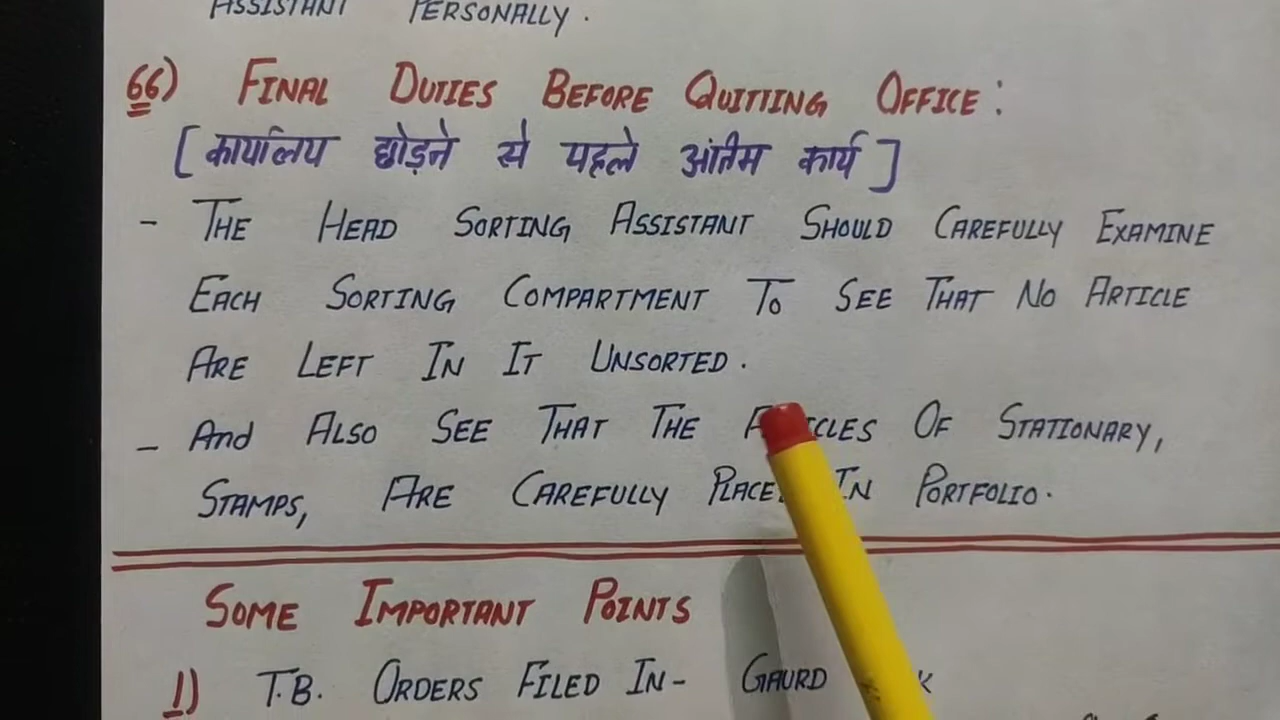 ASSISTANT PERSONALLY.
66) FINAL DUTIES BEFORE QUITTING OFFICE:
[कार्यालय छोड़ने से पहले अंतिम कार्य]
- THE HEAD SORTING ASSISTANT SHOULD CAREFULLY EXAMINE
EACH SORTING COMPARTMENT TO SEE THAT NO ARTICLE
ARE LEFT IN IT UNSORTED.
- And ALSO SEE THAT THE OF STATIONARY,
STAMPS, ARE CAREFULLY IN PORTFOLIO.
SOME IMPORTANT POINTS
1) T.B. ORDERS FILED IN- GAURD